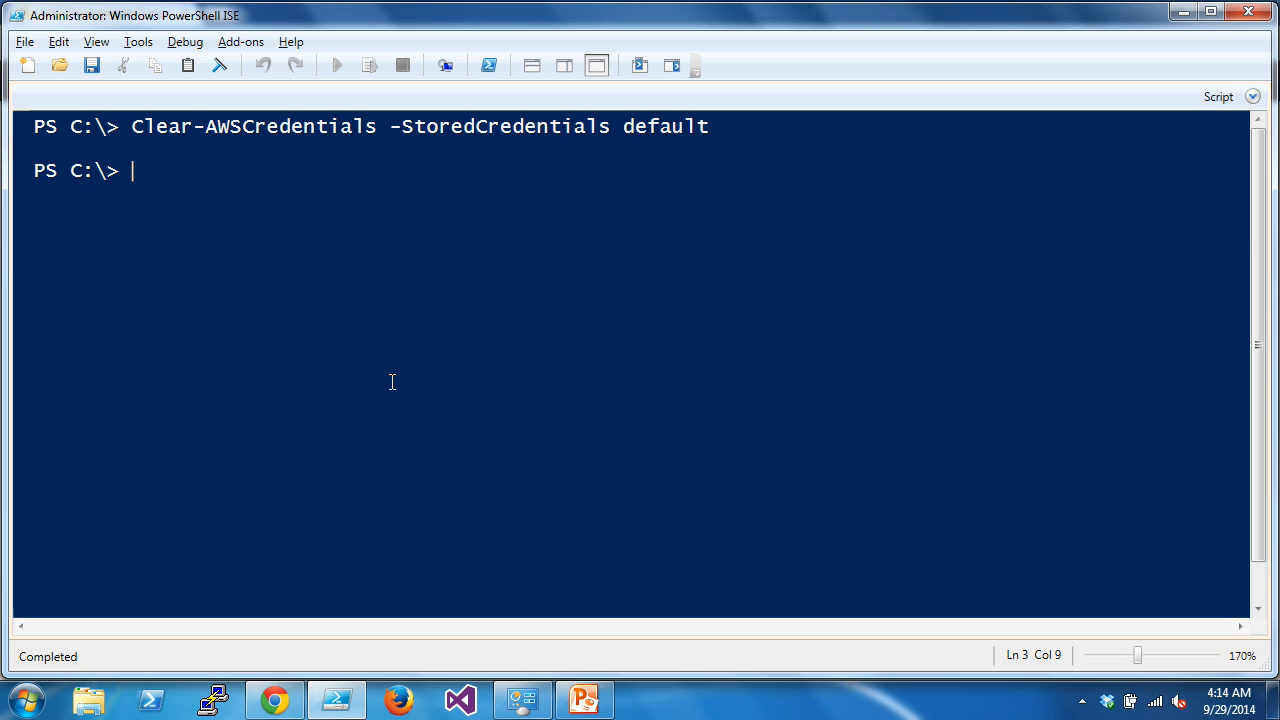 Administrator: Windows PowerShell ISE
File Edit View Tools Debug Add-ons Help
Script
PS C:\> Clear-AWSCredentials -StoredCredentials default
PS C:\>
Completed
Ln 3 Col 9
170%
4:14 AM
9/29/2014